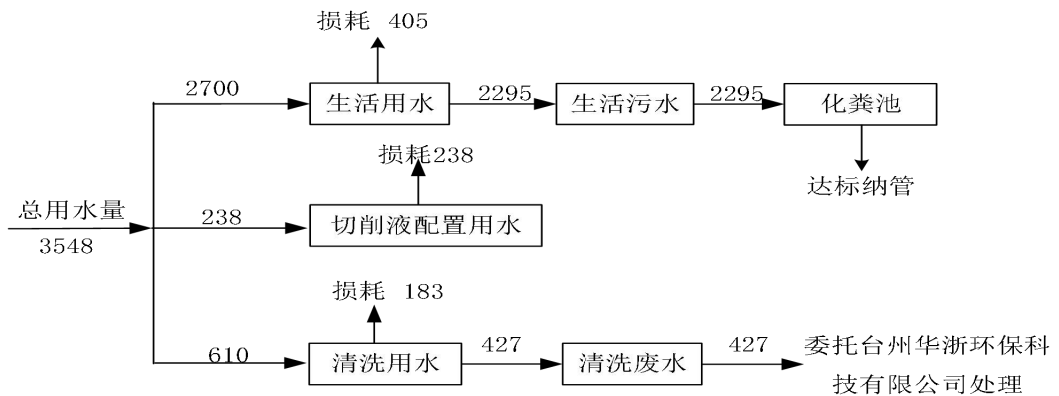 损耗 405
2700
生活用水
2295
生活污水
2295
化粪池
达标纳管
损耗238
总用水量
3548
238
切削液配置用水
损耗 183
610
清洗用水
427
清洗废水
427
委托台州华浙环保科
技有限公司处理